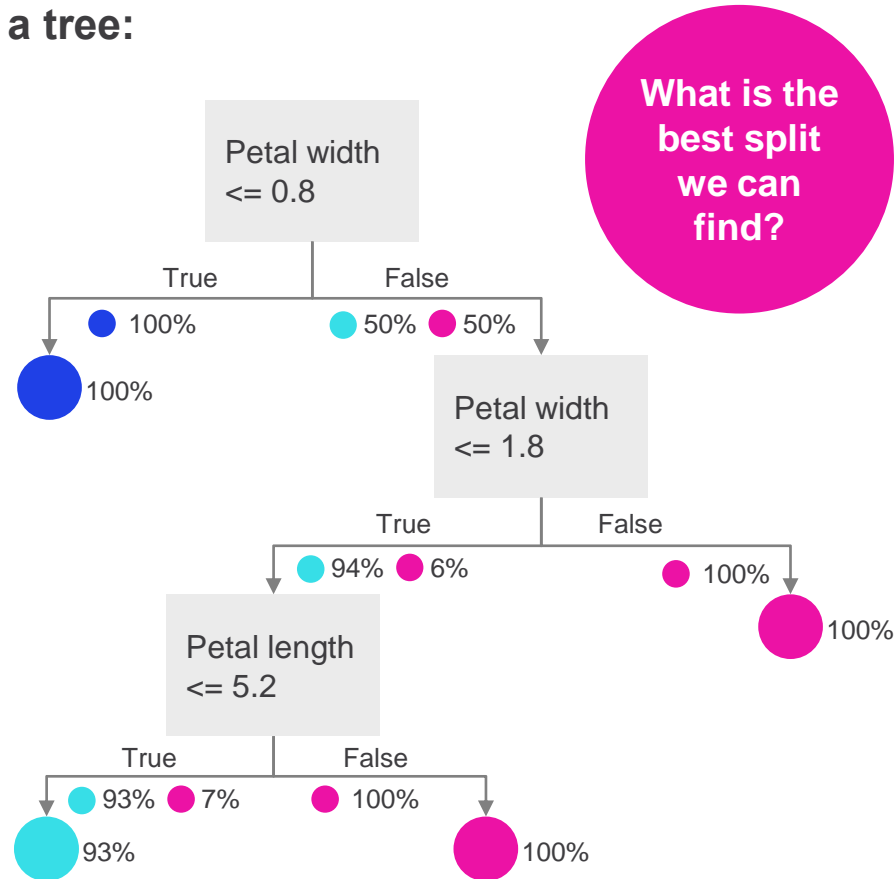 a tree:
What is the
best split
we can
find?
Petal width
<= 0.8
True
False
100%
50%
50%
100%
Petal width
<= 1.8
True
False
94%
6%
100%
100%
Petal length
<= 5.2
True
False
93%
7%
100%
93%
100%